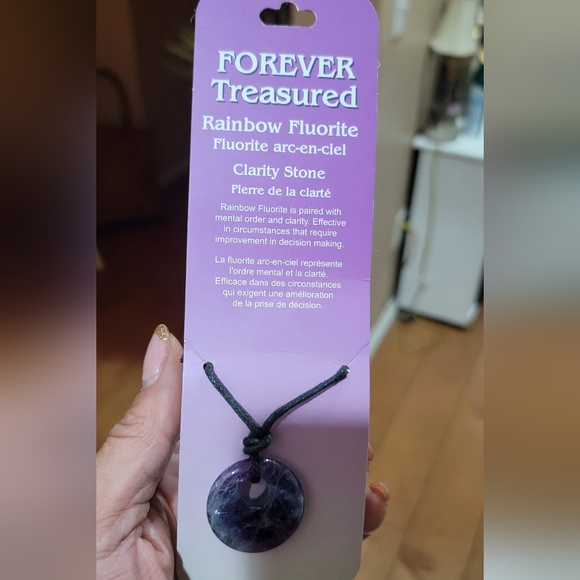 FOREVER
Treasured
Rainbow Fluorite
Fluorite arc-en-ciel
Clarity Stone
Pierre de la clarté
Rainbow Fluorite is paired with
mental order and clarity. Effective
in circumstances that require
improvement in decision making.
La fluorite arc-en-ciel représente
l'ordre mental et la clarté.
Efficace dans des circonstances
qui exigent une amélioration
de la prise de décision.